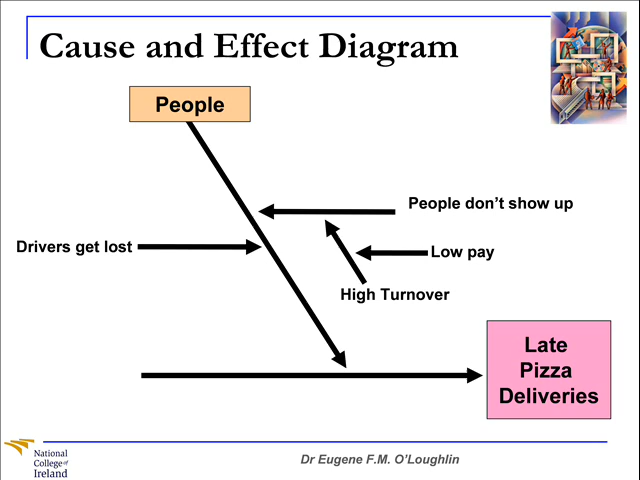 Cause and Effect Diagram
People
People don't show up
Drivers get lost
Low pay
High Turnover
Late
Pizza
Deliveries
National
College of
Ireland
Dr Eugene F.M. O'Loughlin